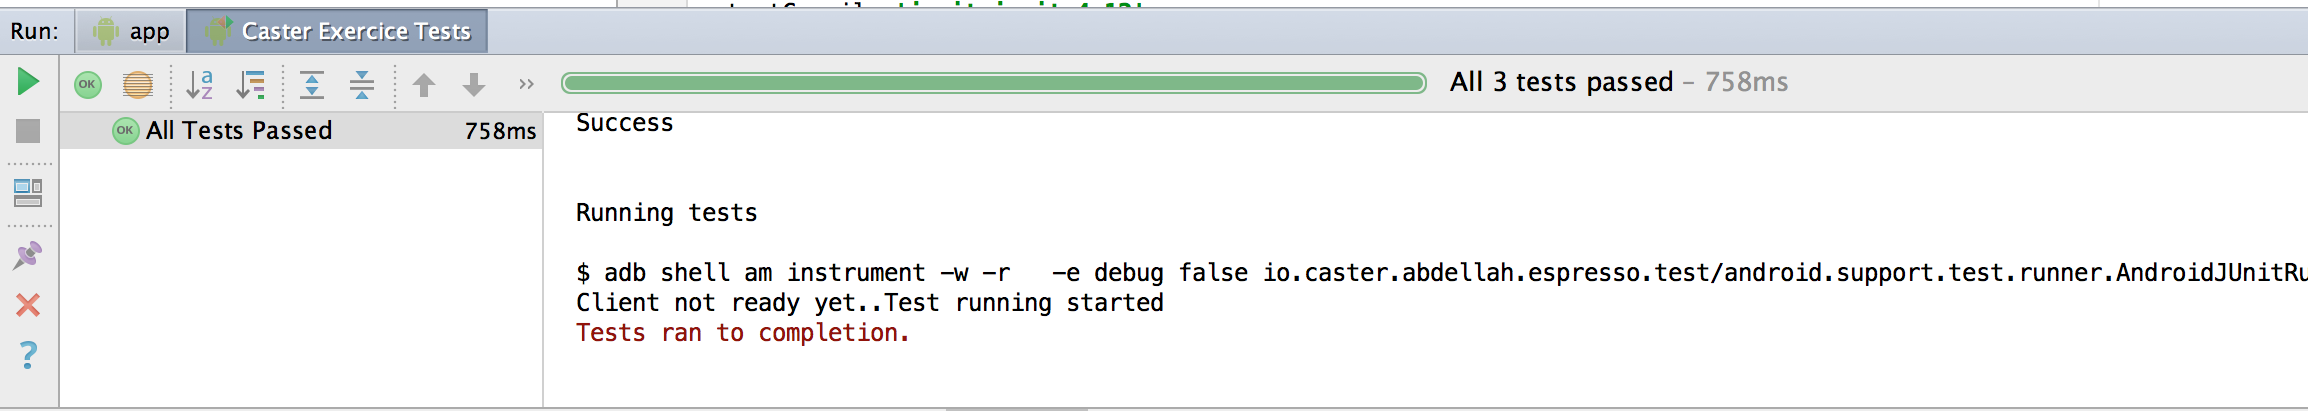 Run: app Caster Exercice Tests
All 3 tests passed – 758ms
OK All Tests Passed 758ms
Success
Running tests
$ adb shell am instrument -w -r   -e debug false io.caster.abdellah.espresso.test/android.support.test.runner.AndroidJUnitRu
Client not ready yet..Test running started
Tests ran to completion.